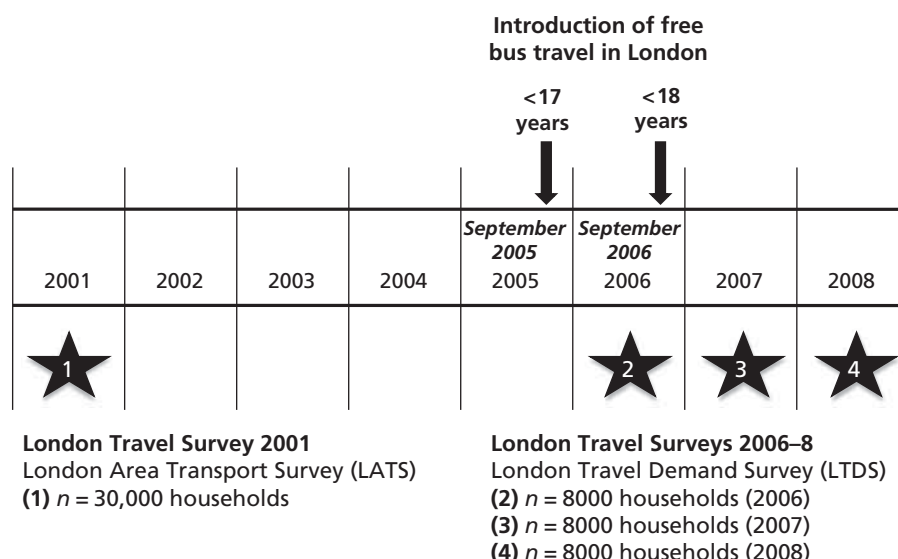 Introduction of free
bus travel in London
<17
years
<18
years
September
2005
September
2006
2001 2002 2003 2004 2005 2006 2007 2008
1 2 3 4
London Travel Survey 2001
London Area Transport Survey (LATS)
(1) n = 30,000 households
London Travel Surveys 2006–8
London Travel Demand Survey (LTDS)
(2) n = 8000 households (2006)
(3) n = 8000 households (2007)
(4) n = 8000 households (2008)